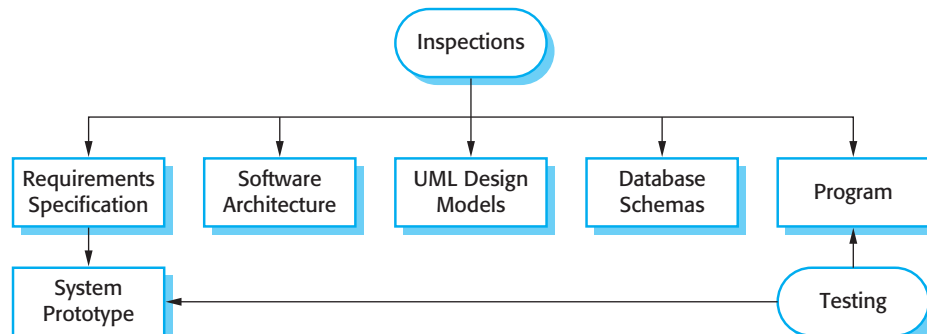 Inspections
Requirements
Specification
Software
Architecture
UML Design
Models
Database
Schemas
Program
System
Prototype
Testing